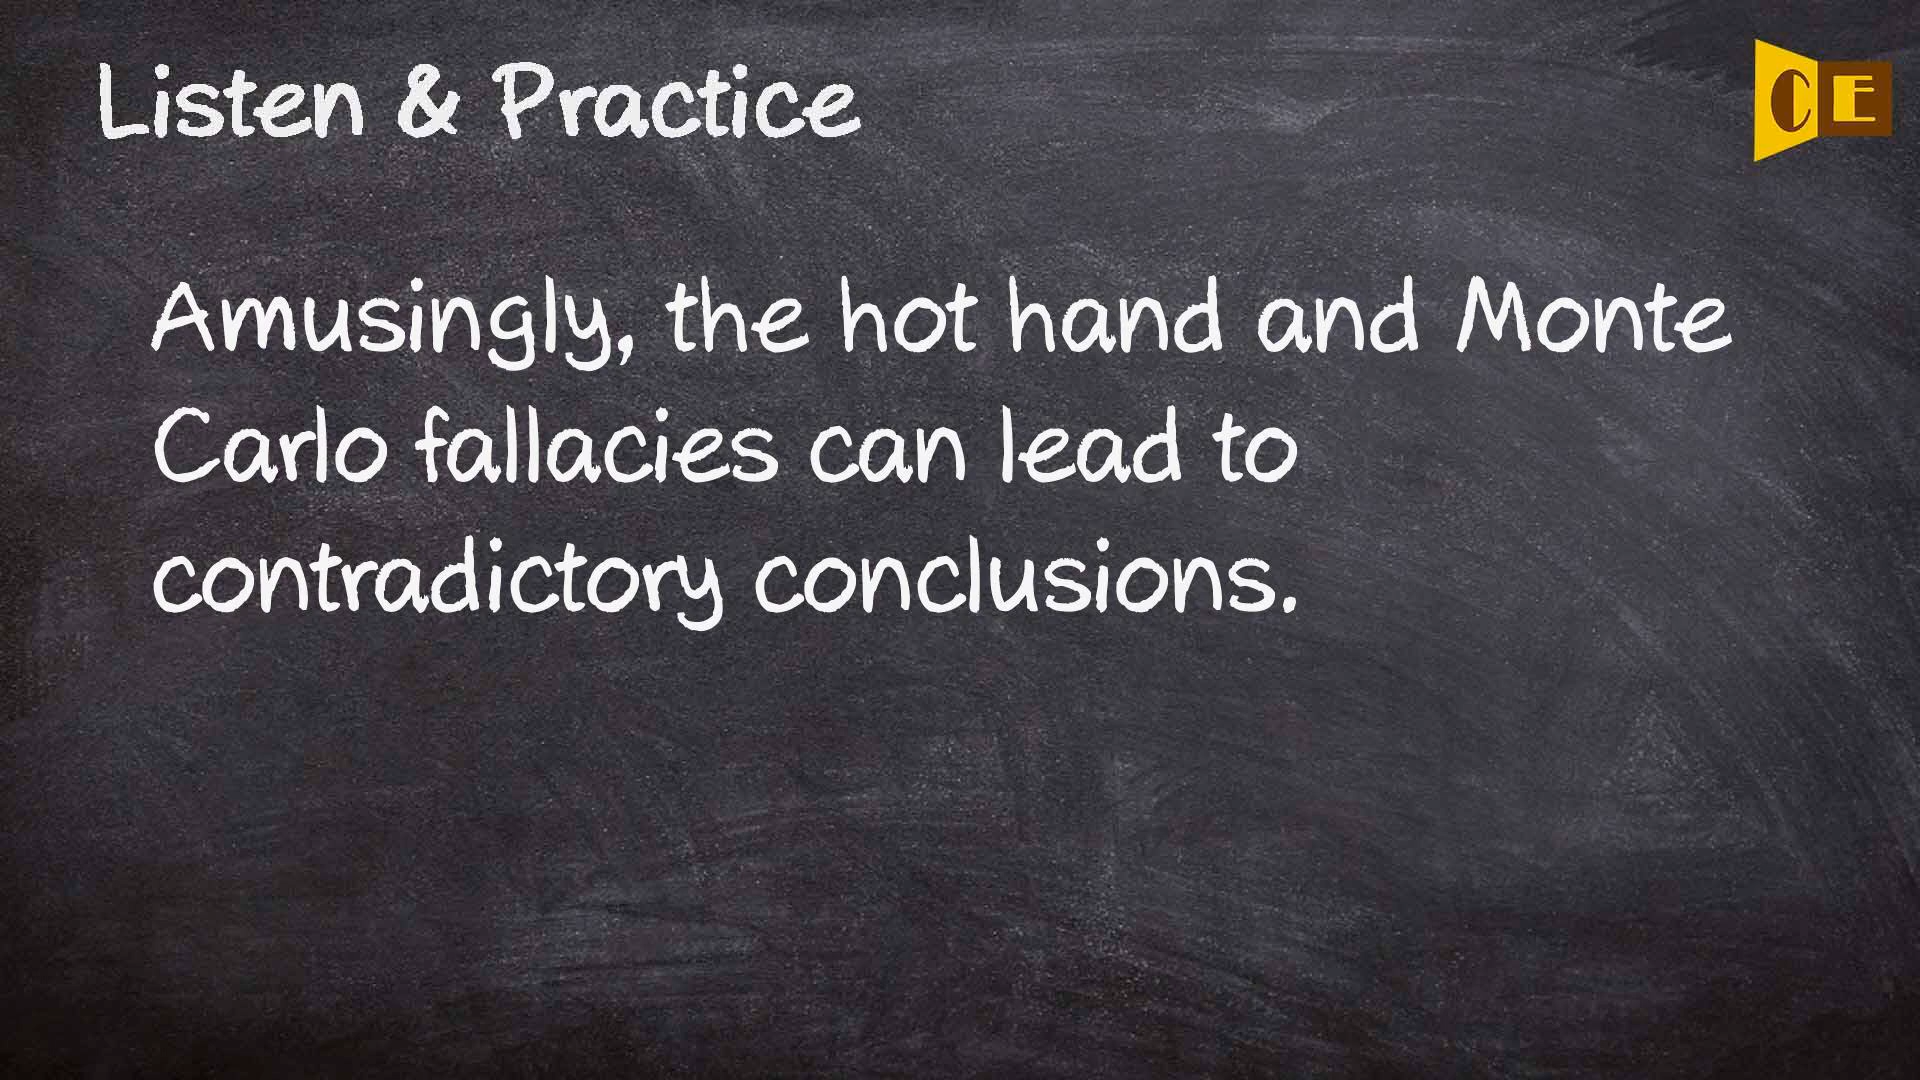 Listen & Practice
CE
Amusingly, the hot hand and Monte
Carlo fallacies can lead to
contradictory conclusions.